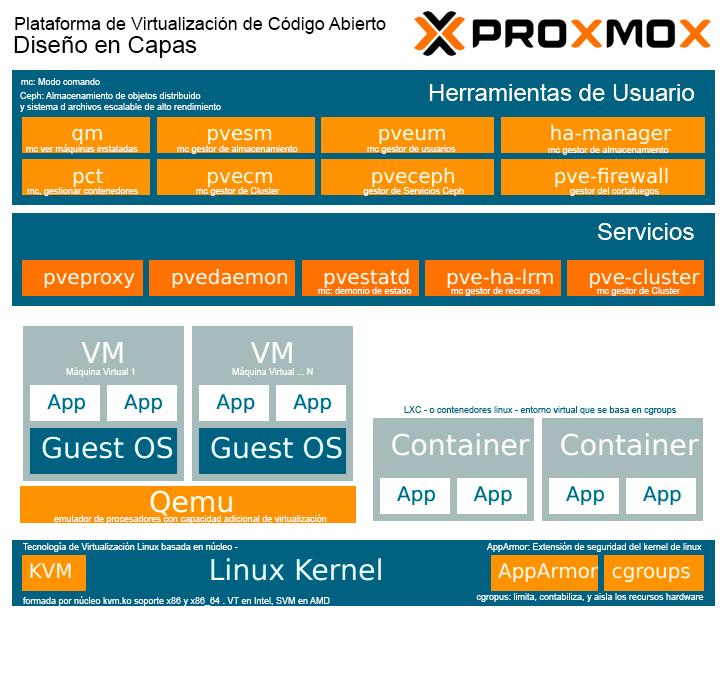 Plataforma de Virtualización de Código Abierto
Diseño en Capas
PROXMOX
mc: Modo comando
Ceph: Almacenamiento de objetos distribuido
y sistema d archivos escalable de alto rendimiento
Herramientas de Usuario
qm
mc ver máquinas instaladas
pvesm
mc gestor de almacenamiento
pveum
mc gestor de usuarios
ha-manager
mc gestor de almacenamiento
pct
mc, gestionar contenedores
pvecm
mc gestor de Cluster
pveceph
gestor de Servicios Ceph
pve-firewall
gestor del cortafuegos
Servicios
pveproxy
pvedaemon
pvestatd
mc: demonio de estado
pve-ha-lrm
mc gestor de recursos
pve-cluster
mc gestor de Cluster
VM
Máquina Virtual 1
App
App
Guest OS
VM
Máquina Virtual ... N
App
App
Guest OS
Qemu
emulador de procesadores con capacidad adicional de virtualización
LXC - o contenedores linux - entorno virtual que se basa en cgroups
Container
App
App
Container
App
App
Tecnología de Virtualización Linux basada en núcleo -
KVM
formada por núcleo kvm.ko soporte x86 y x86_64 . VT en Intel, SVM en AMD
Linux Kernel
AppArmor: Extensión de seguridad del kernel de linux
AppArmor
cgroups
cgropus: limita, contabiliza, y aisla los recursos hardware